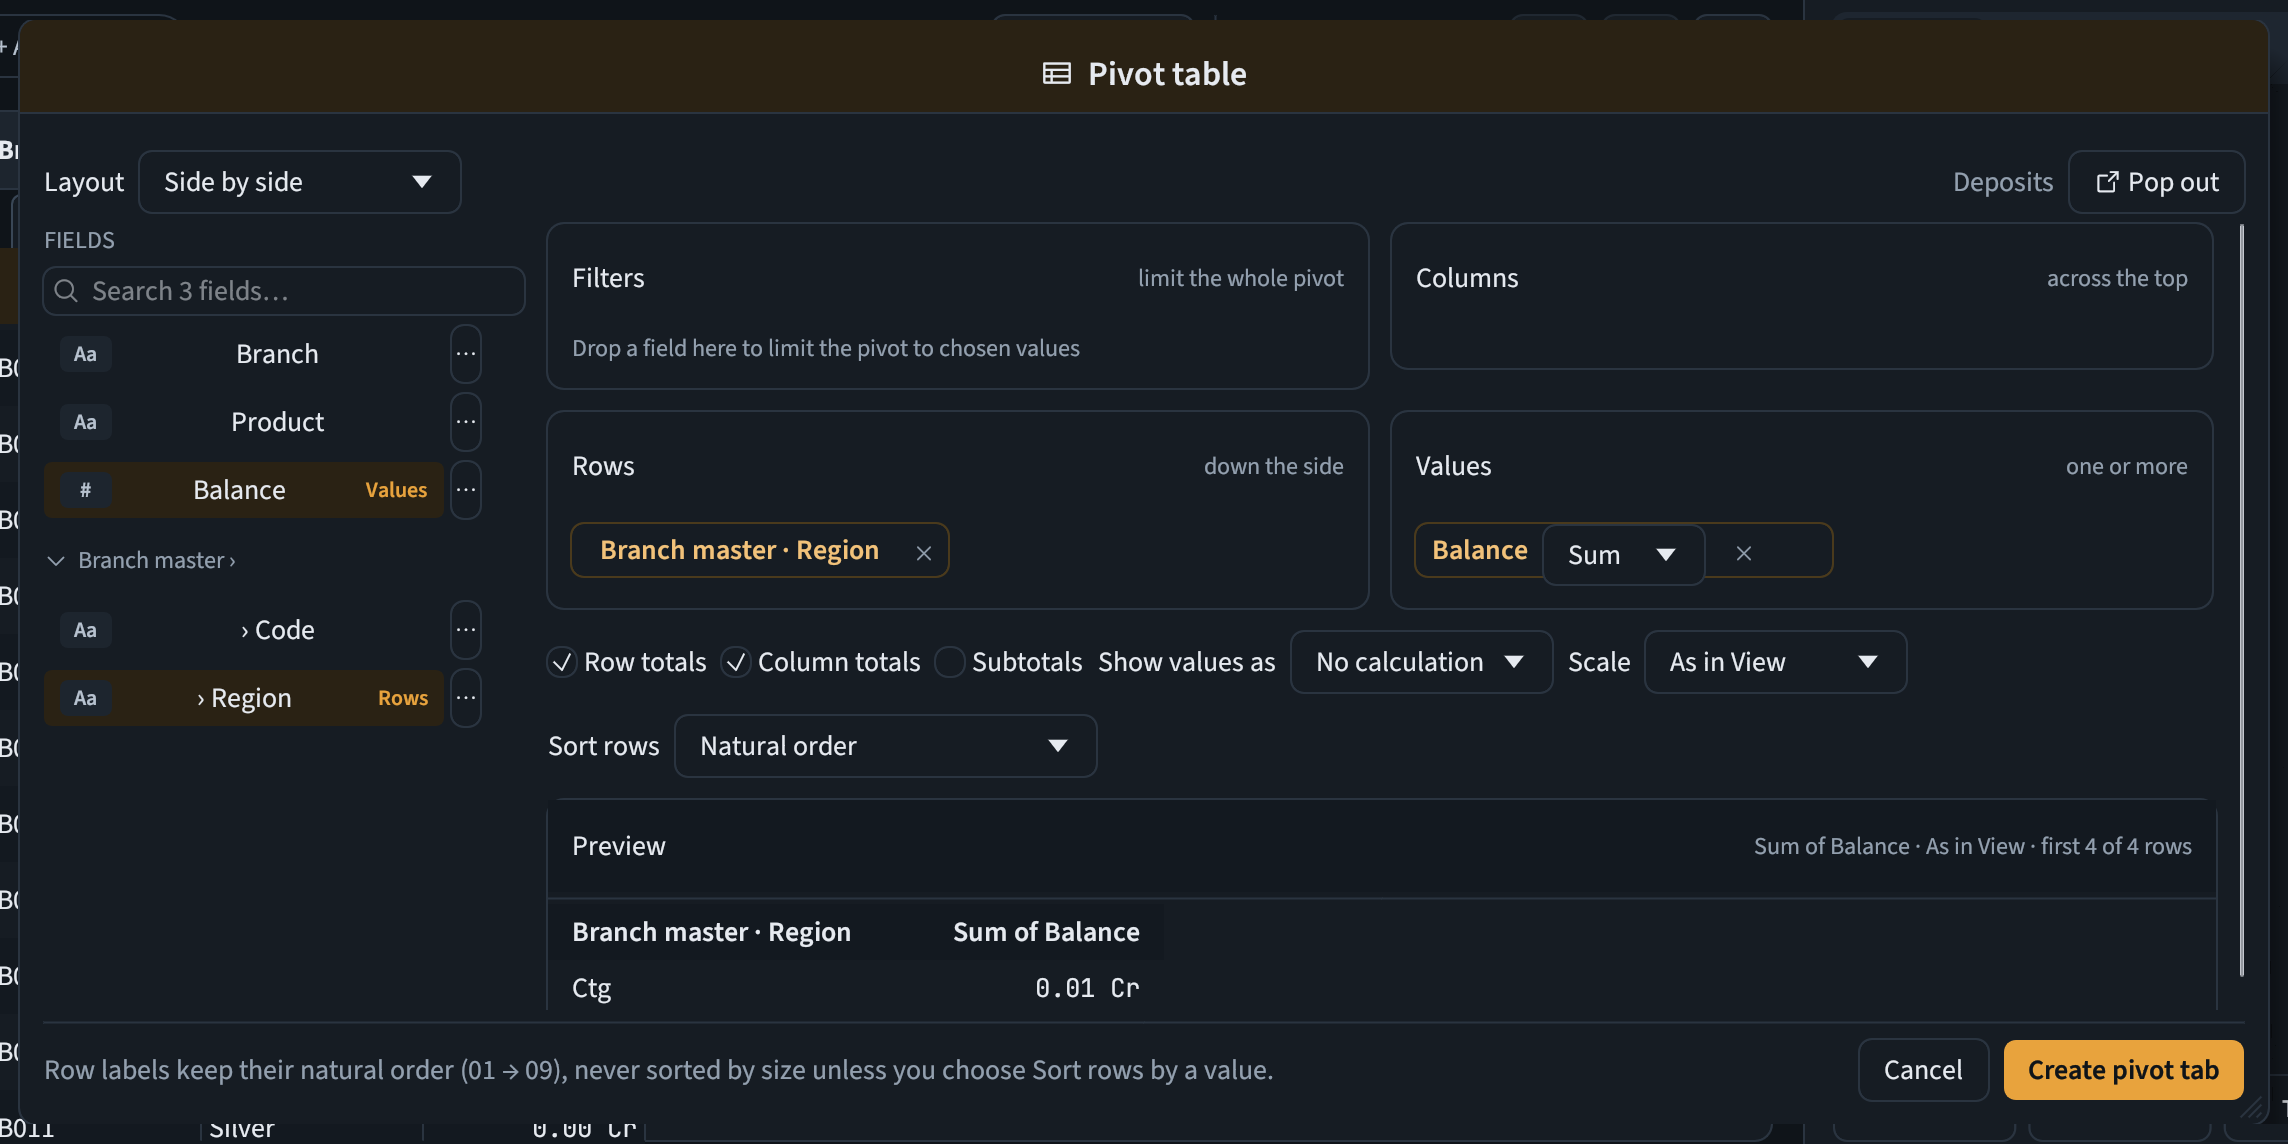 Pivot table
Layout Side by side Deposits Pop out
FIELDS
Search 3 fields…
Aa Branch ...
Aa Product ...
# Balance Values ...
Branch master ›
Aa › Code ...
Aa › Region Rows ...
Filters limit the whole pivot
Drop a field here to limit the pivot to chosen values
Columns across the top
Rows down the side
Branch master · Region ×
Values one or more
Balance Sum ×
Row totals Column totals Subtotals Show values as No calculation Scale As in View
Sort rows Natural order
Preview Sum of Balance · As in View · first 4 of 4 rows
Branch master · Region Sum of Balance
Ctg 0.01 Cr
Row labels keep their natural order (01 → 09), never sorted by size unless you choose Sort rows by a value.
Cancel Create pivot tab
B011 Silver 0.00 Cr